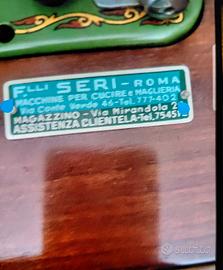 F.LLI SERI - ROMA
MACCHINE PER CUCIRE e MAGLIERIA
Via Conte Verde 46-Tel. 777-402
MAGAZZINO - Via Mirandola 2
ASSISTENZA CLIENTELA-Tel. 75451
subito